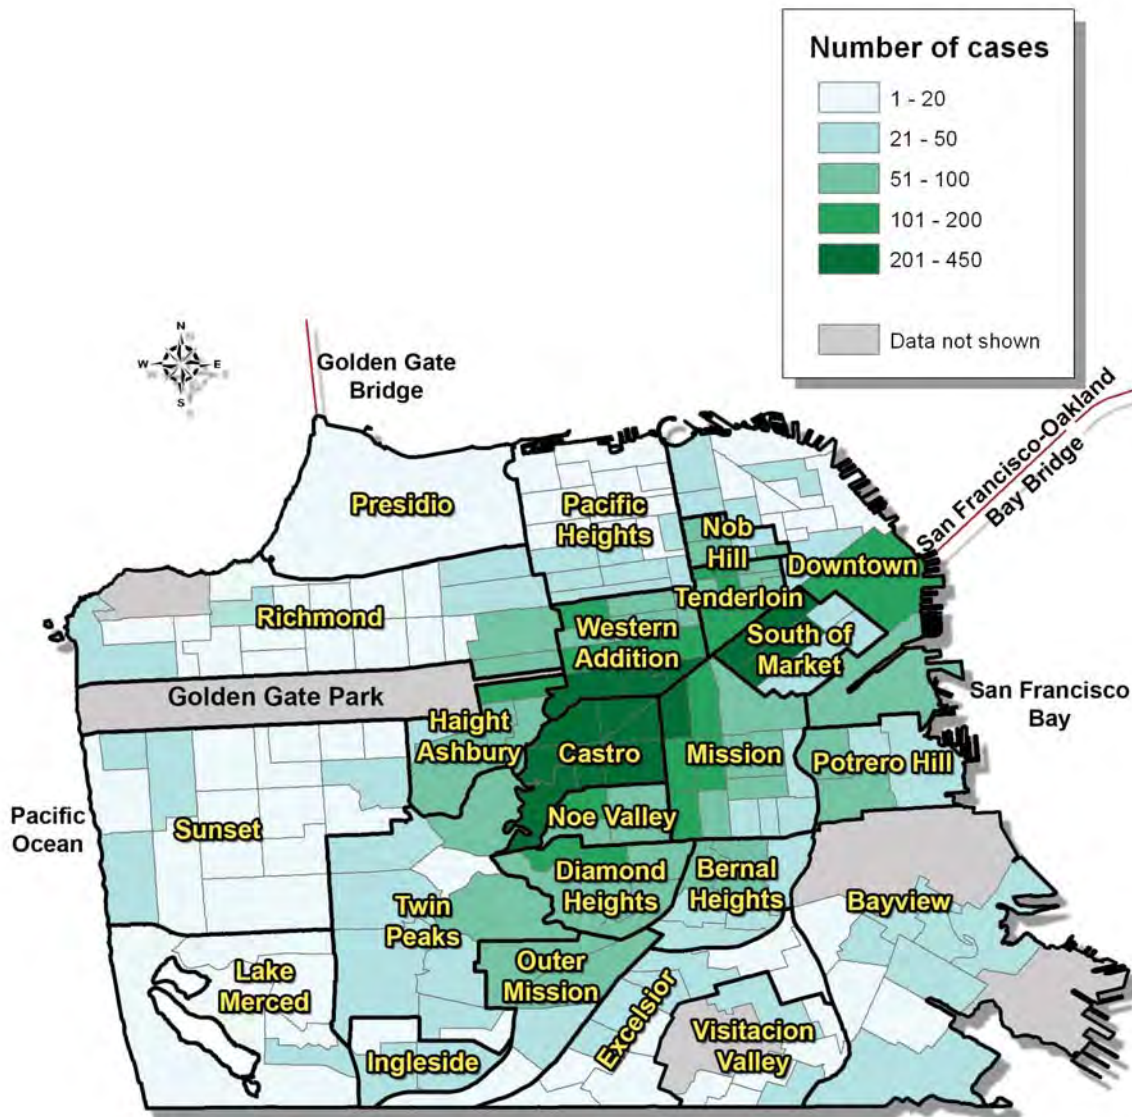 Number of cases
1 - 20
21 - 50
51 - 100
101 - 200
201 - 450
Data not shown
N
W
E
S
Golden Gate
Bridge
San Francisco-Oakland
Bay Bridge
Presidio
Pacific
Heights
Nob
Hill
Downtown
Richmond
Tenderloin
Western
Addition
South of
Market
Golden Gate Park
San Francisco
Bay
Haight
Ashbury
Castro
Mission
Potrero Hill
Pacific
Ocean
Sunset
Noe Valley
Diamond
Heights
Bernal
Heights
Bayview
Twin
Peaks
Lake
Merced
Outer
Mission
Excelsior
Visitacion
Valley
Ingleside